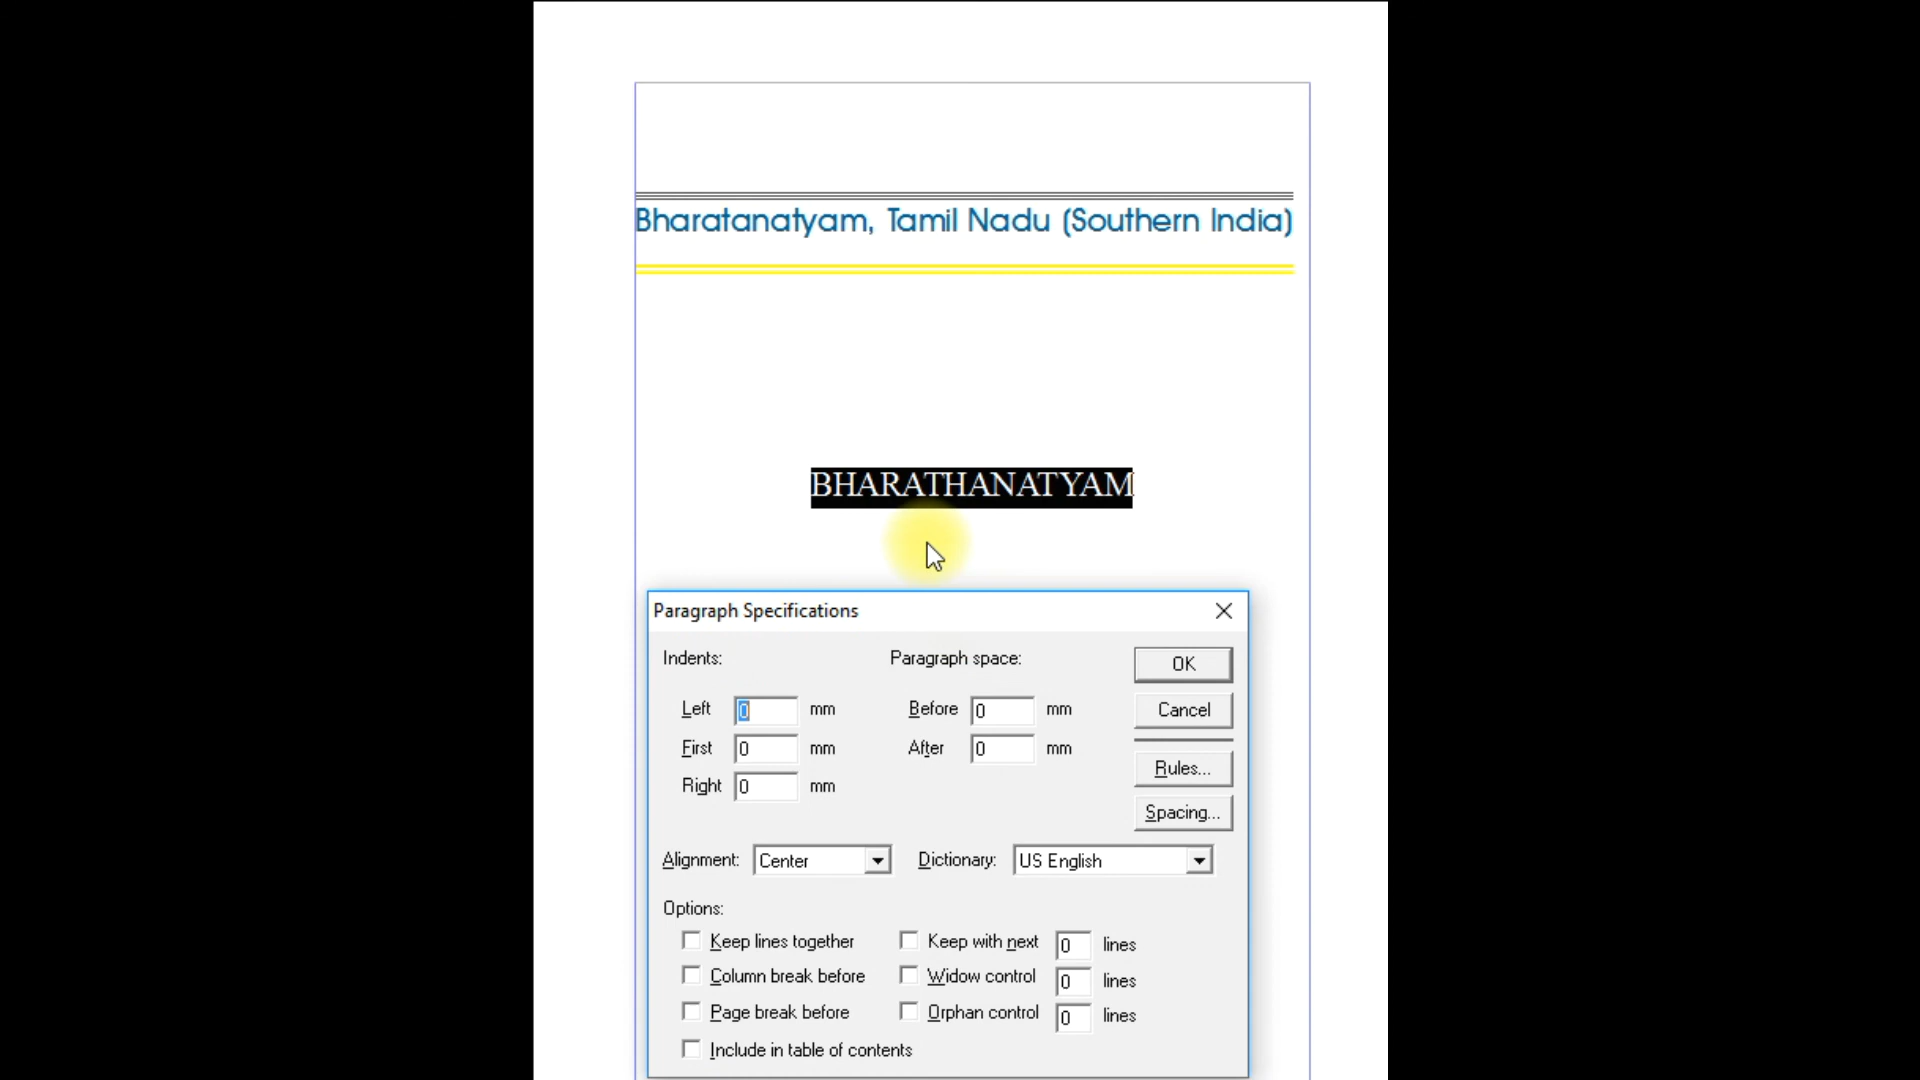 Bharatanatyam, Tamil Nadu (Southern India)
BHARATHANATYAM
Paragraph Specifications
Indents: Paragraph space: OK
Left 0 mm Before 0 mm Cancel
First 0 mm After 0 mm Rules...
Right 0 mm Spacing...
Alignment: Center Dictionary: US English
Options:
Keep lines together Keep with next 0 lines
Column break before Widow control 0 lines
Page break before Orphan control 0 lines
Include in table of contents